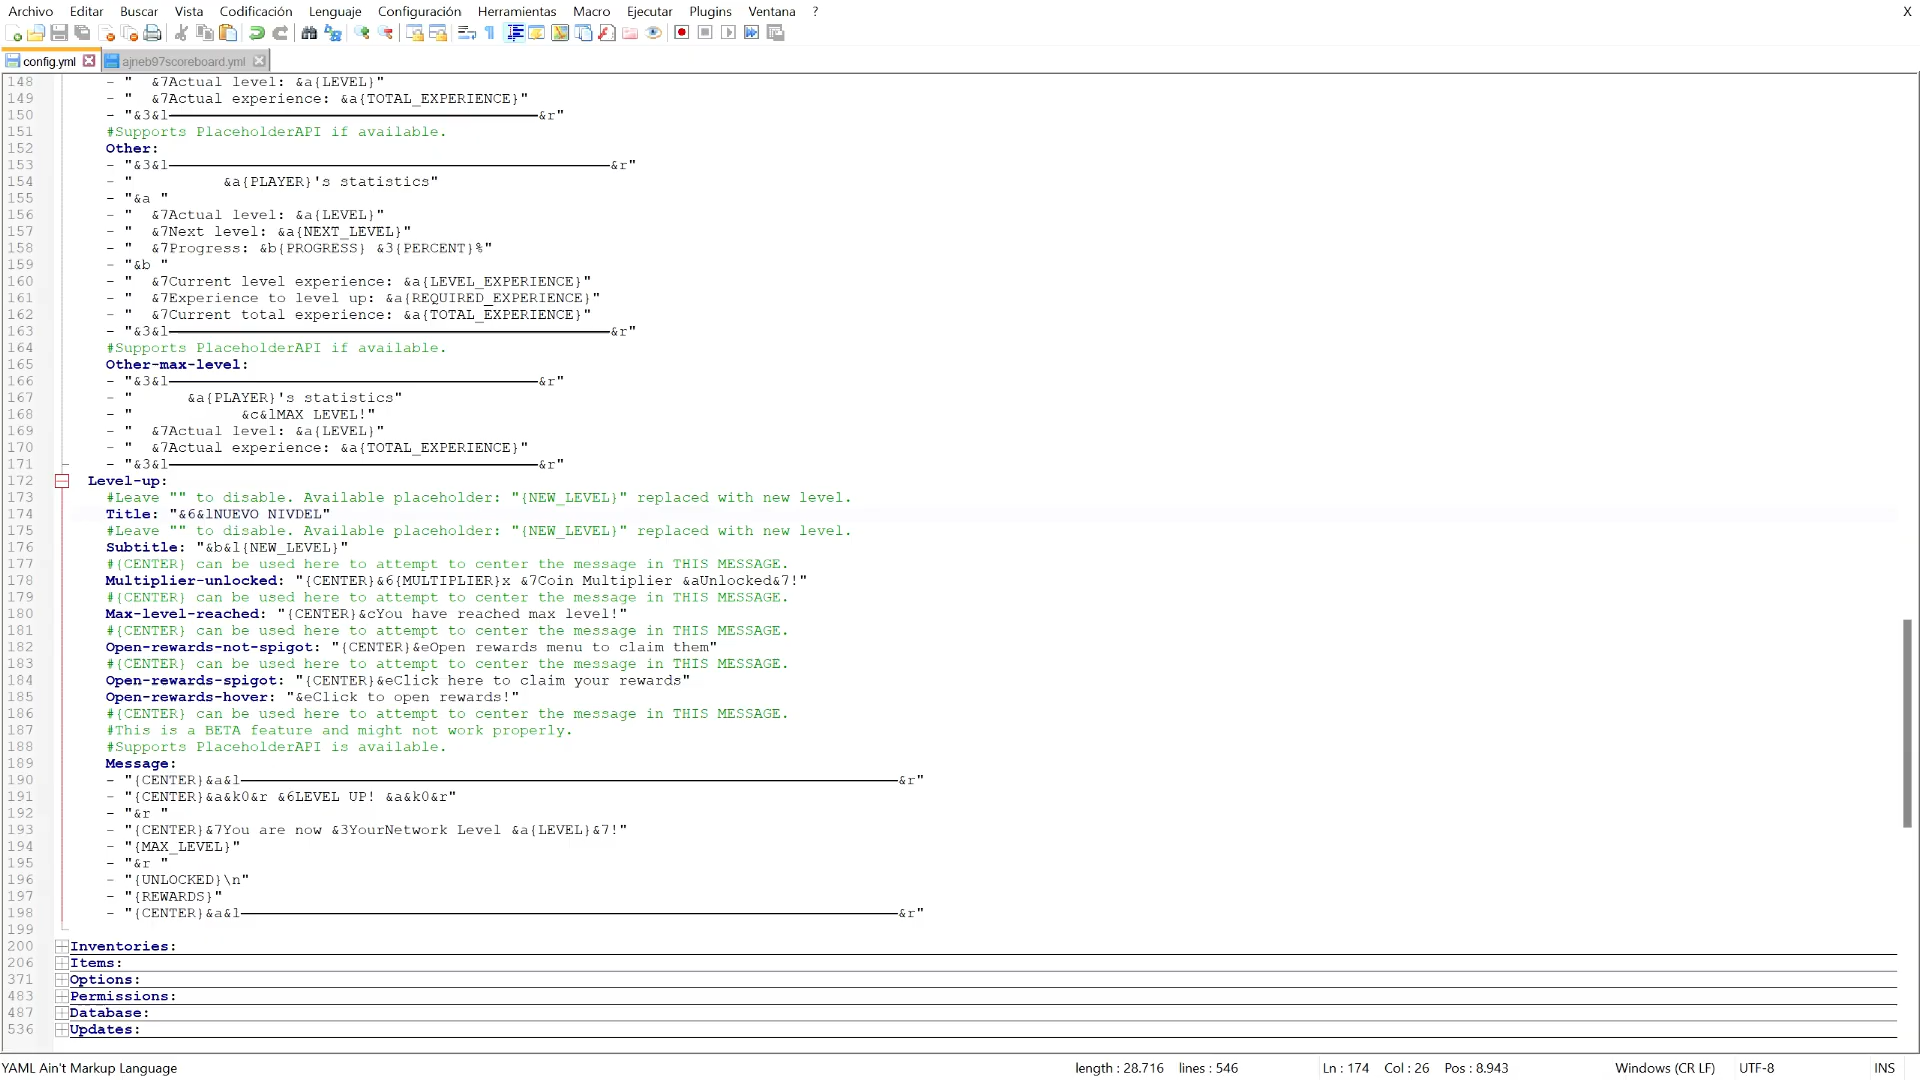 Archivo Editar Buscar Vista Codificación Lenguaje Configuración Herramientas Macro Ejecutar Plugins Ventana ? X
config.yml ajneb97scoreboard.yml
148 - "  &7Actual level: &a{LEVEL}"
149 - "  &7Actual experience: &a{TOTAL_EXPERIENCE}"
150 - "&3&l─────────────────────────────────────────&r"
151 #Supports PlaceholderAPI if available.
152 Other:
153 - "&3&l─────────────────────────────────────────────────&r"
154 - "          &a{PLAYER}'s statistics"
155 - "&a "
156 - "  &7Actual level: &a{LEVEL}"
157 - "  &7Next level: &a{NEXT_LEVEL}"
158 - "  &7Progress: &b{PROGRESS} &3{PERCENT}%"
159 - "&b "
160 - "  &7Current level experience: &a{LEVEL_EXPERIENCE}"
161 - "  &7Experience to level up: &a{REQUIRED_EXPERIENCE}"
162 - "  &7Current total experience: &a{TOTAL_EXPERIENCE}"
163 - "&3&l─────────────────────────────────────────────────&r"
164 #Supports PlaceholderAPI if available.
165 Other-max-level:
166 - "&3&l─────────────────────────────────────────&r"
167 - "      &a{PLAYER}'s statistics"
168 - "            &c&lMAX LEVEL!"
169 - "  &7Actual level: &a{LEVEL}"
170 - "  &7Actual experience: &a{TOTAL_EXPERIENCE}"
171 - "&3&l─────────────────────────────────────────&r"
172 Level-up:
173 #Leave "" to disable. Available placeholder: "{NEW_LEVEL}" replaced with new level.
174 Title: "&6&lNUEVO NIVDEL"
175 #Leave "" to disable. Available placeholder: "{NEW_LEVEL}" replaced with new level.
176 Subtitle: "&b&l{NEW_LEVEL}"
177 #{CENTER} can be used here to attempt to center the message in THIS MESSAGE.
178 Multiplier-unlocked: "{CENTER}&6{MULTIPLIER}x &7Coin Multiplier &aUnlocked&7!"
179 #{CENTER} can be used here to attempt to center the message in THIS MESSAGE.
180 Max-level-reached: "{CENTER}&cYou have reached max level!"
181 #{CENTER} can be used here to attempt to center the message in THIS MESSAGE.
182 Open-rewards-not-spigot: "{CENTER}&eOpen rewards menu to claim them"
183 #{CENTER} can be used here to attempt to center the message in THIS MESSAGE.
184 Open-rewards-spigot: "{CENTER}&eClick here to claim your rewards"
185 Open-rewards-hover: "&eClick to open rewards!"
186 #{CENTER} can be used here to attempt to center the message in THIS MESSAGE.
187 #This is a BETA feature and might not work properly.
188 #Supports PlaceholderAPI is available.
189 Message:
190 - "{CENTER}&a&l─────────────────────────────────────────────────────────────────────────&r"
191 - "{CENTER}&a&k0&r &6LEVEL UP! &a&k0&r"
192 - "&r "
193 - "{CENTER}&7You are now &3YourNetwork Level &a{LEVEL}&7!"
194 - "{MAX_LEVEL}"
195 - "&r "
196 - "{UNLOCKED}\n"
197 - "{REWARDS}"
198 - "{CENTER}&a&l─────────────────────────────────────────────────────────────────────────&r"
199
200 Inventories:
206 Items:
371 Options:
483 Permissions:
487 Database:
536 Updates:
YAML Ain't Markup Language length : 28.716 lines : 546 Ln : 174 Col : 26 Pos : 8.943 Windows (CR LF) UTF-8 INS